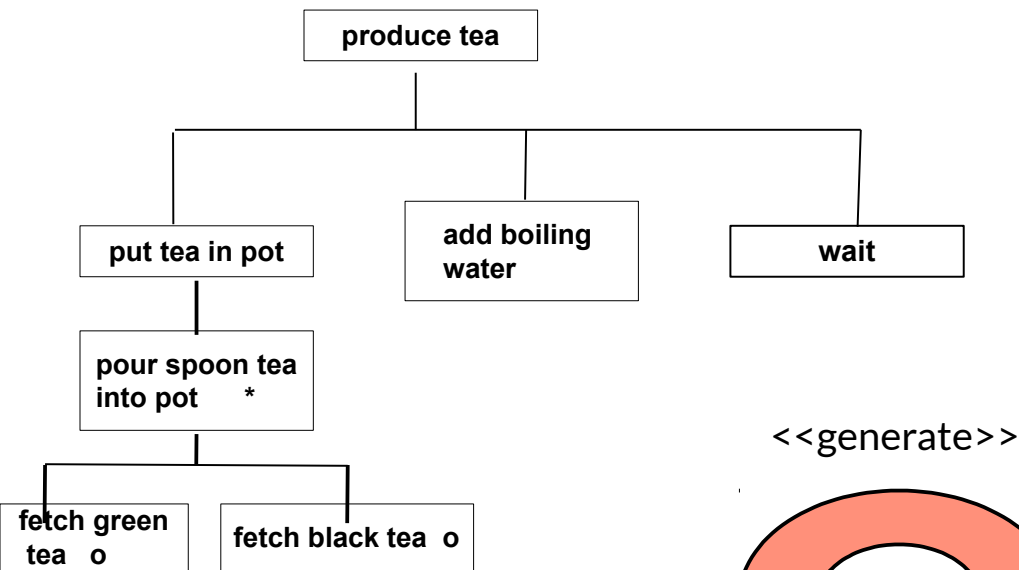 produce tea
put tea in pot
add boiling
water
wait
pour spoon tea
into pot *
<<generate>>
fetch green
tea o
fetch black tea o